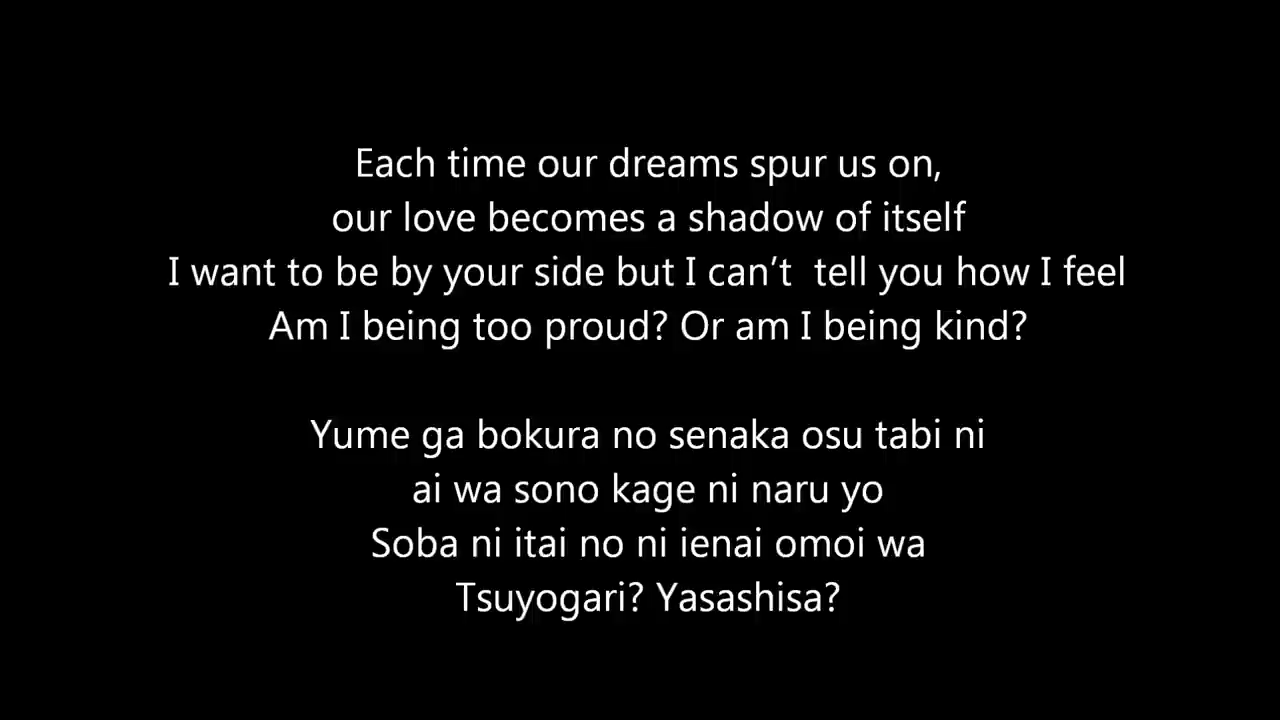 Each time our dreams spur us on,
our love becomes a shadow of itself
I want to be by your side but I can’t  tell you how I feel
Am I being too proud? Or am I being kind?
Yume ga bokura no senaka osu tabi ni
ai wa sono kage ni naru yo
Soba ni itai no ni ienai omoi wa
Tsuyogari? Yasashisa?